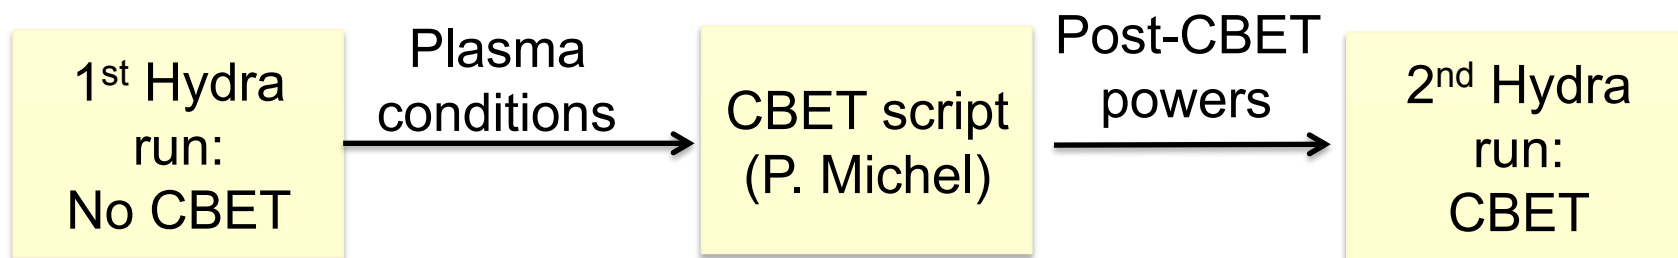 1st Hydra
run:
No CBET
Plasma
conditions
CBET script
(P. Michel)
Post-CBET
powers
2nd Hydra
run:
CBET